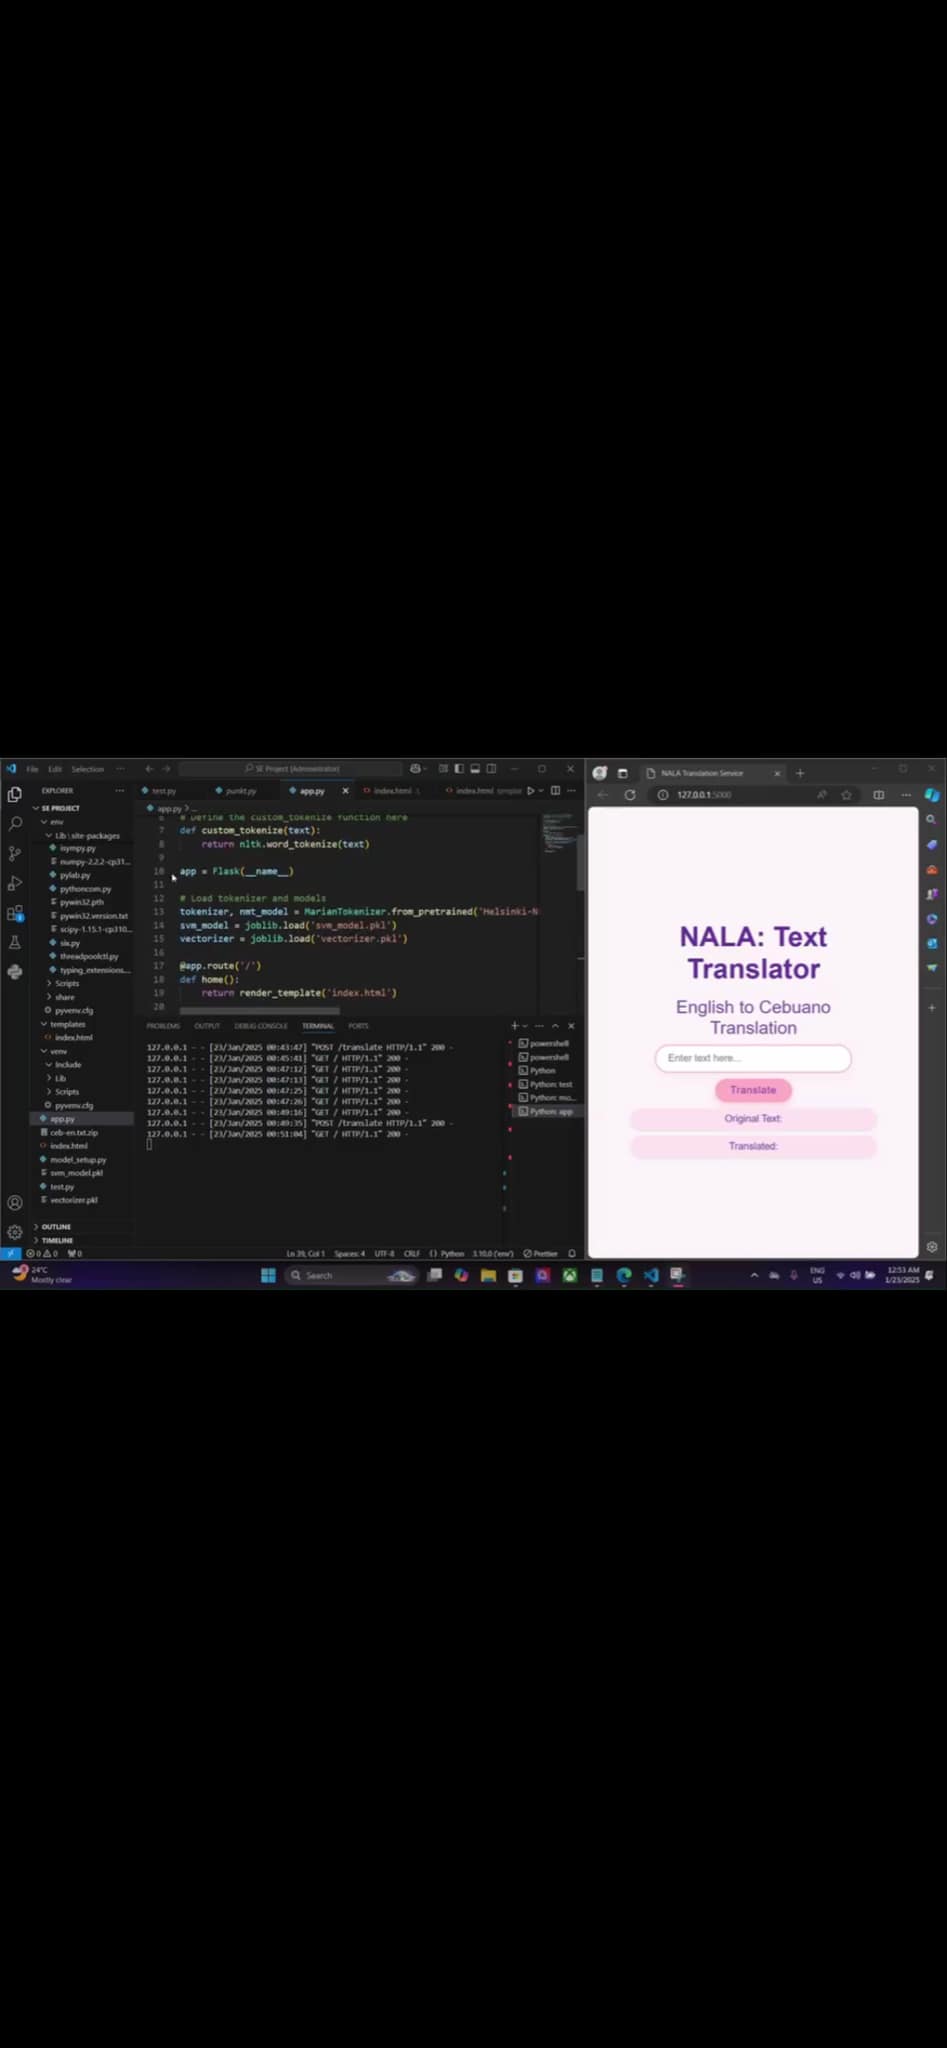 File Edit Selection ···
SE Project [Administrator]
EXPLORER ···
SE PROJECT
env
Lib \ site-packages
isympy.py
numpy-2.2.2-cp31...
pylab.py
pythoncom.py
pywin32.pth
pywin32.version.txt
scipy-1.15.1-cp310...
six.py
threadpoolctl.py
typing_extensions...
Scripts
share
pyvenv.cfg
templates
index.html
venv
Include
Lib
Scripts
pyvenv.cfg
app.py
ceb-en.txt.zip
index.html
model_setup.py
svm_model.pkl
test.py
vectorizer.pkl
OUTLINE
TIMELINE
test.py punkt.py app.py index.html index.html
app.py > ...
6 # Define the custom_tokenize function here
7 def custom_tokenize(text):
8 return nltk.word_tokenize(text)
9
10 app = Flask(__name__)
11
12 # Load tokenizer and models
13 tokenizer, nmt_model = MarianTokenizer.from_pretrained('Helsinki-N
14 svm_model = joblib.load('svm_model.pkl')
15 vectorizer = joblib.load('vectorizer.pkl')
16
17 @app.route('/')
18 def home():
19 return render_template('index.html')
20
PROBLEMS OUTPUT DEBUG CONSOLE TERMINAL PORTS
127.0.0.1 - - [23/Jan/2025 00:43:47] "POST /translate HTTP/1.1" 200 -
127.0.0.1 - - [23/Jan/2025 00:45:41] "GET / HTTP/1.1" 200 -
127.0.0.1 - - [23/Jan/2025 00:47:12] "GET / HTTP/1.1" 200 -
127.0.0.1 - - [23/Jan/2025 00:47:13] "GET / HTTP/1.1" 200 -
127.0.0.1 - - [23/Jan/2025 00:47:25] "GET / HTTP/1.1" 200 -
127.0.0.1 - - [23/Jan/2025 00:47:26] "GET / HTTP/1.1" 200 -
127.0.0.1 - - [23/Jan/2025 00:49:16] "GET / HTTP/1.1" 200 -
127.0.0.1 - - [23/Jan/2025 00:49:35] "POST /translate HTTP/1.1" 200 -
127.0.0.1 - - [23/Jan/2025 00:51:04] "GET / HTTP/1.1" 200 -
powershell
powershell
Python
Python: test
Python: mo...
Python: app
0 0 0 Ln 39, Col 1 Spaces: 4 UTF-8 CRLF {} Python 3.10.0 ('env') Prettier
NALA Translation Service
127.0.0.1:5000
NALA: Text
Translator
English to Cebuano
Translation
Enter text here...
Translate
Original Text:
Translated:
24°C
Mostly clear
Search
ENG
US
12:53 AM
1/23/2025